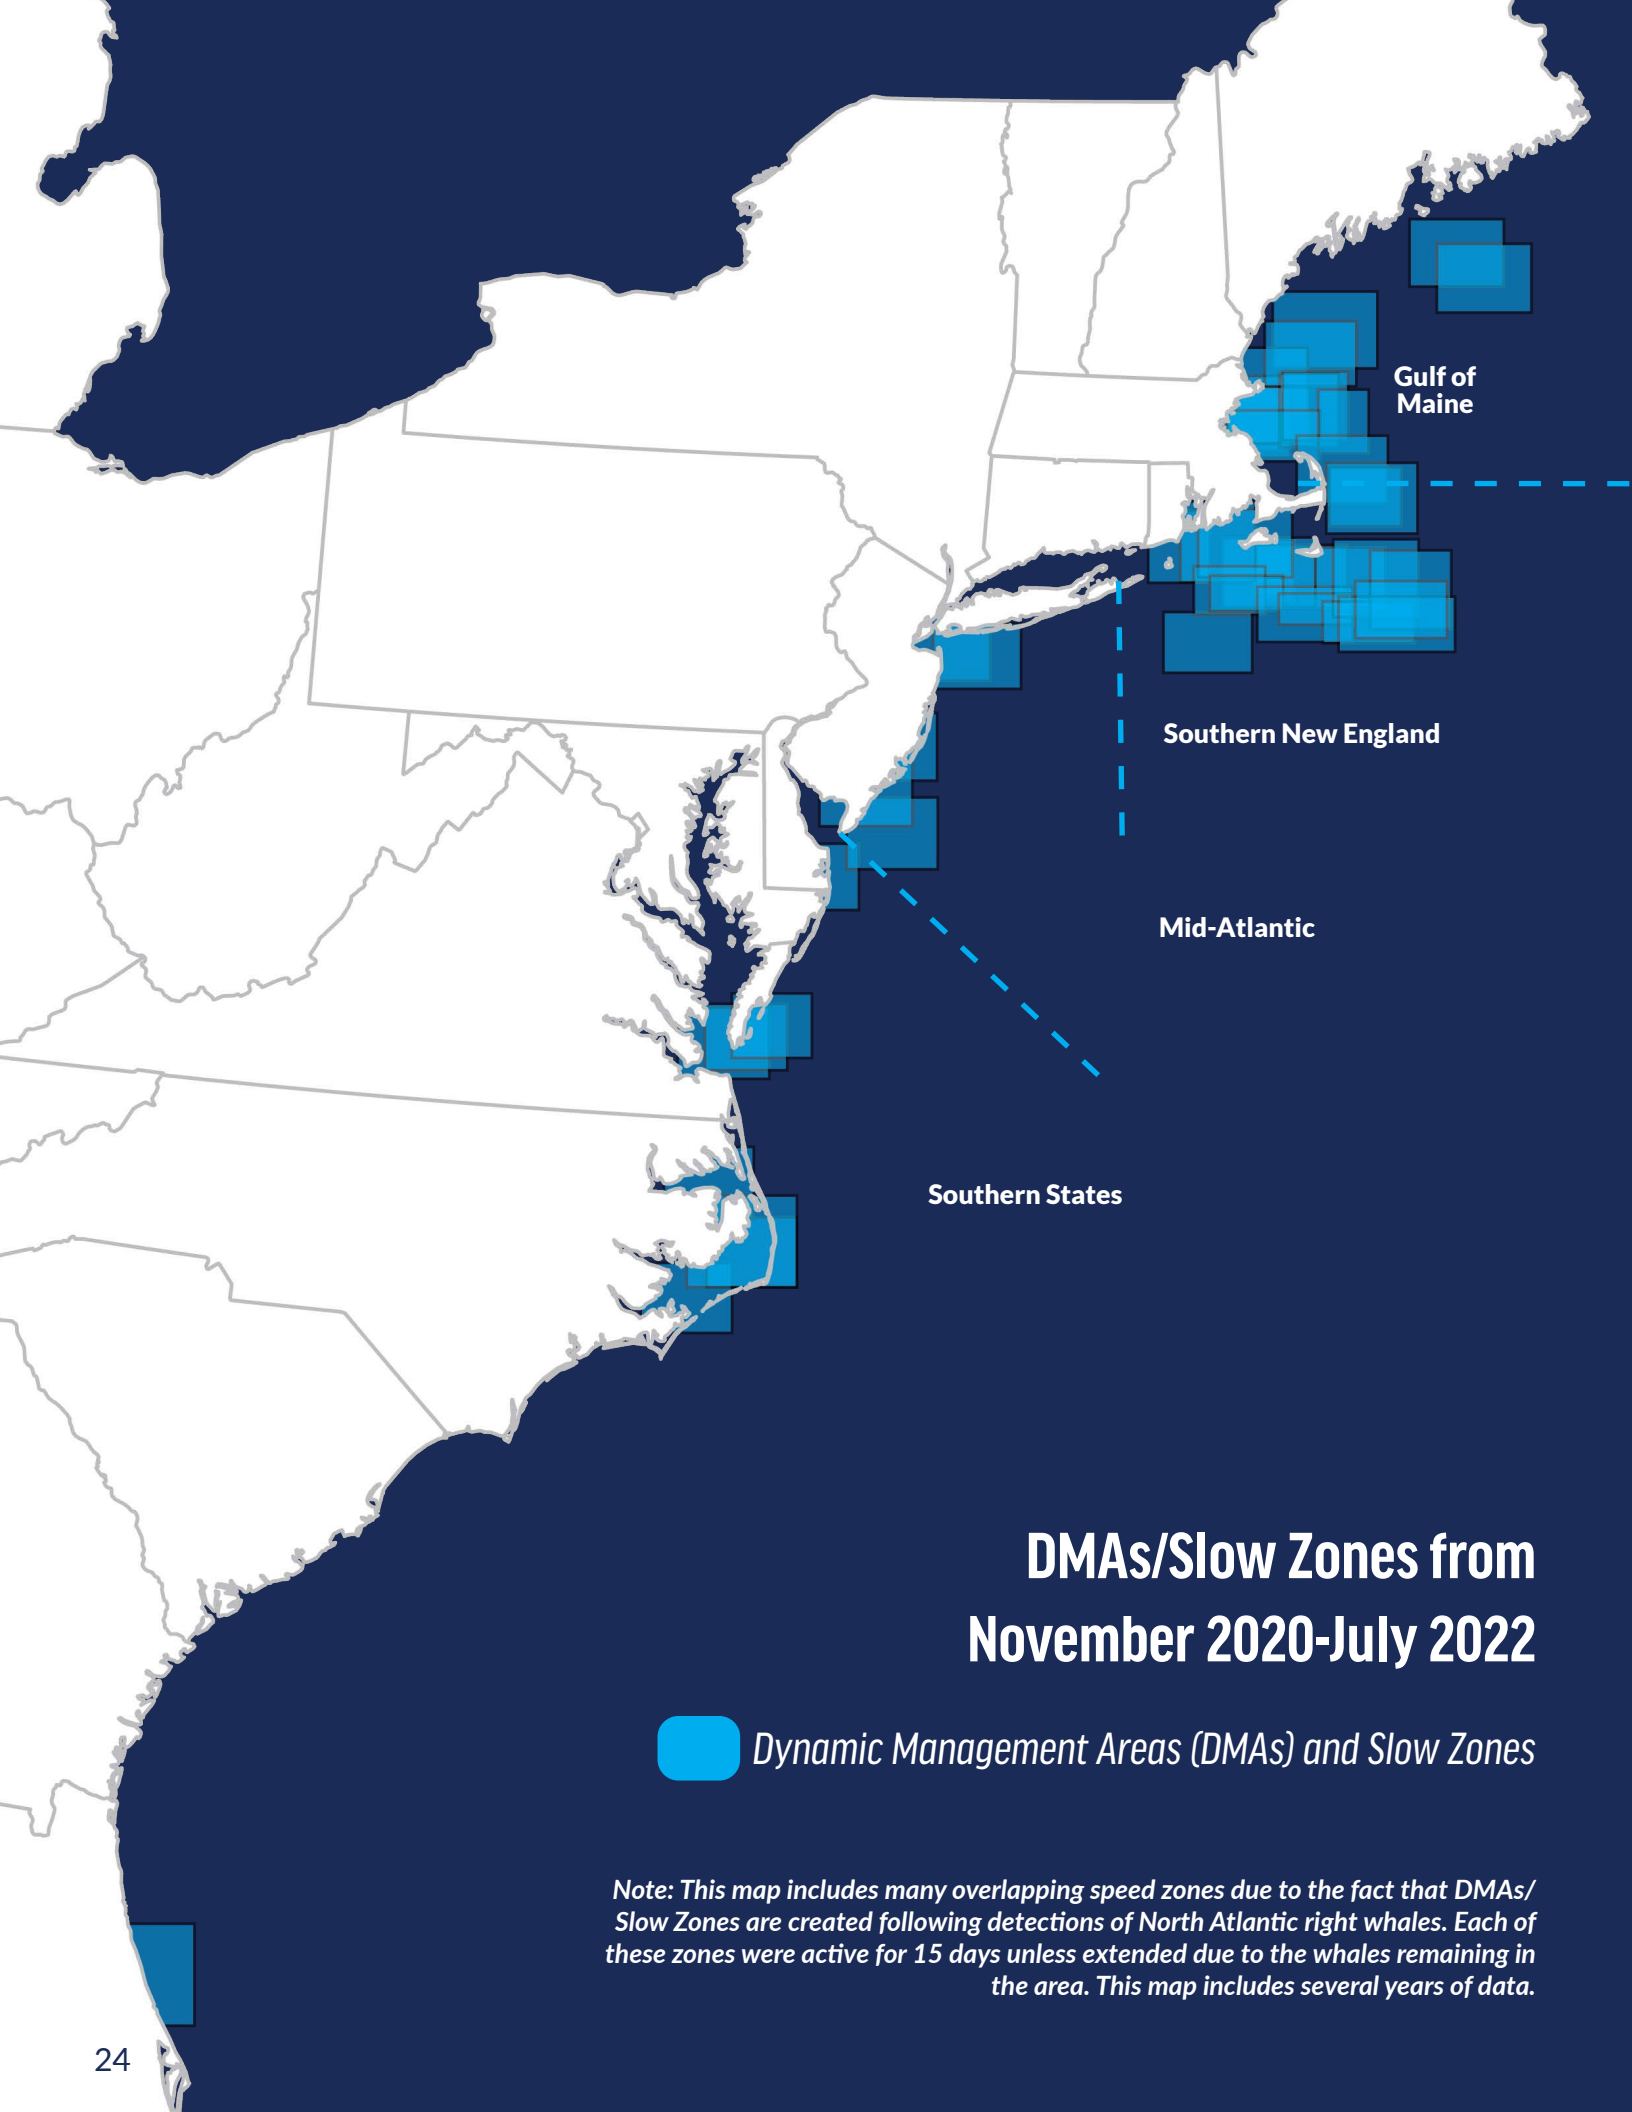 Gulf of
Maine
Southern New England
Mid-Atlantic
Southern States
DMAs/Slow Zones from
November 2020-July 2022
Dynamic Management Areas (DMAs) and Slow Zones
Note: This map includes many overlapping speed zones due to the fact that DMAs/
Slow Zones are created following detections of North Atlantic right whales. Each of
these zones were active for 15 days unless extended due to the whales remaining in
the area. This map includes several years of data.
24